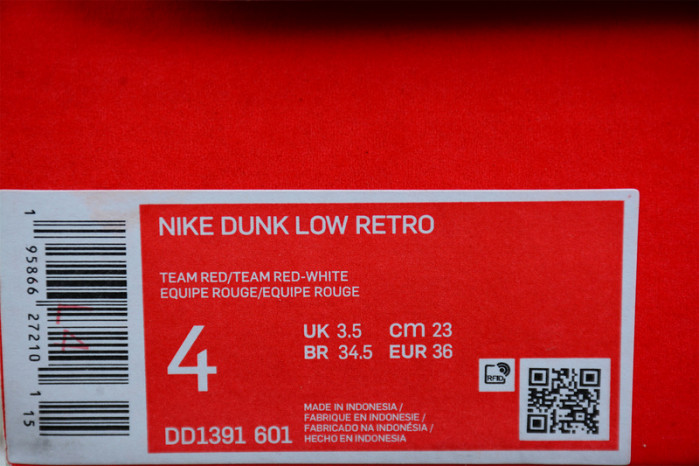 NIKE DUNK LOW RETRO
TEAM RED/TEAM RED-WHITE
EQUIPE ROUGE/EQUIPE ROUGE
4
UK 3.5 cm 23
BR 34.5 EUR 36
DD1391 601
MADE IN INDONESIA /
FABRIQUE EN INDONESIE /
FABRICADO NA INDONÉSIA /
HECHO EN INDONESIA
RFID
1 95866 27210 1 15